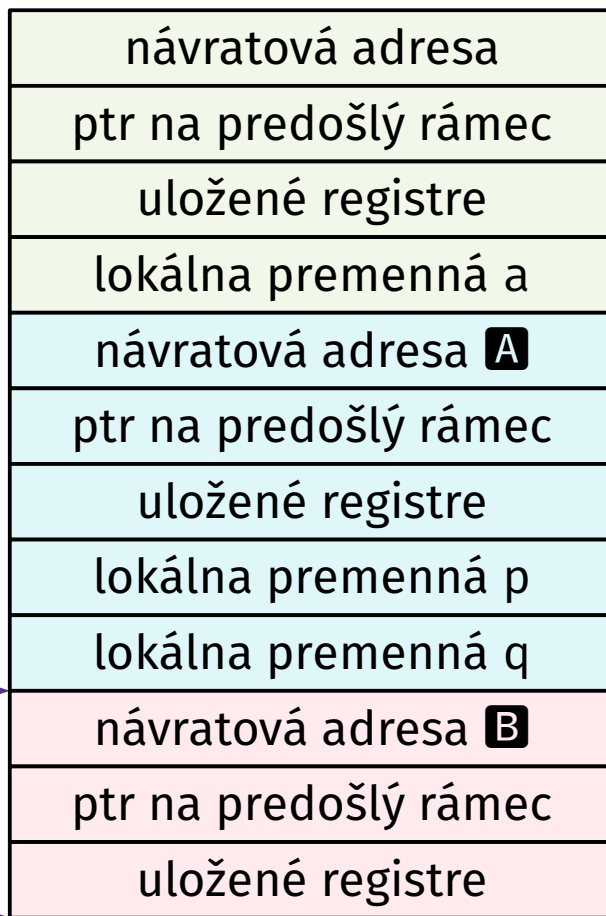 návratová adresa
ptr na predošlý rámec
uložené registre
lokálna premenná a
návratová adresa A
ptr na predošlý rámec
uložené registre
lokálna premenná p
lokálna premenná q
návratová adresa B
ptr na predošlý rámec
uložené registre